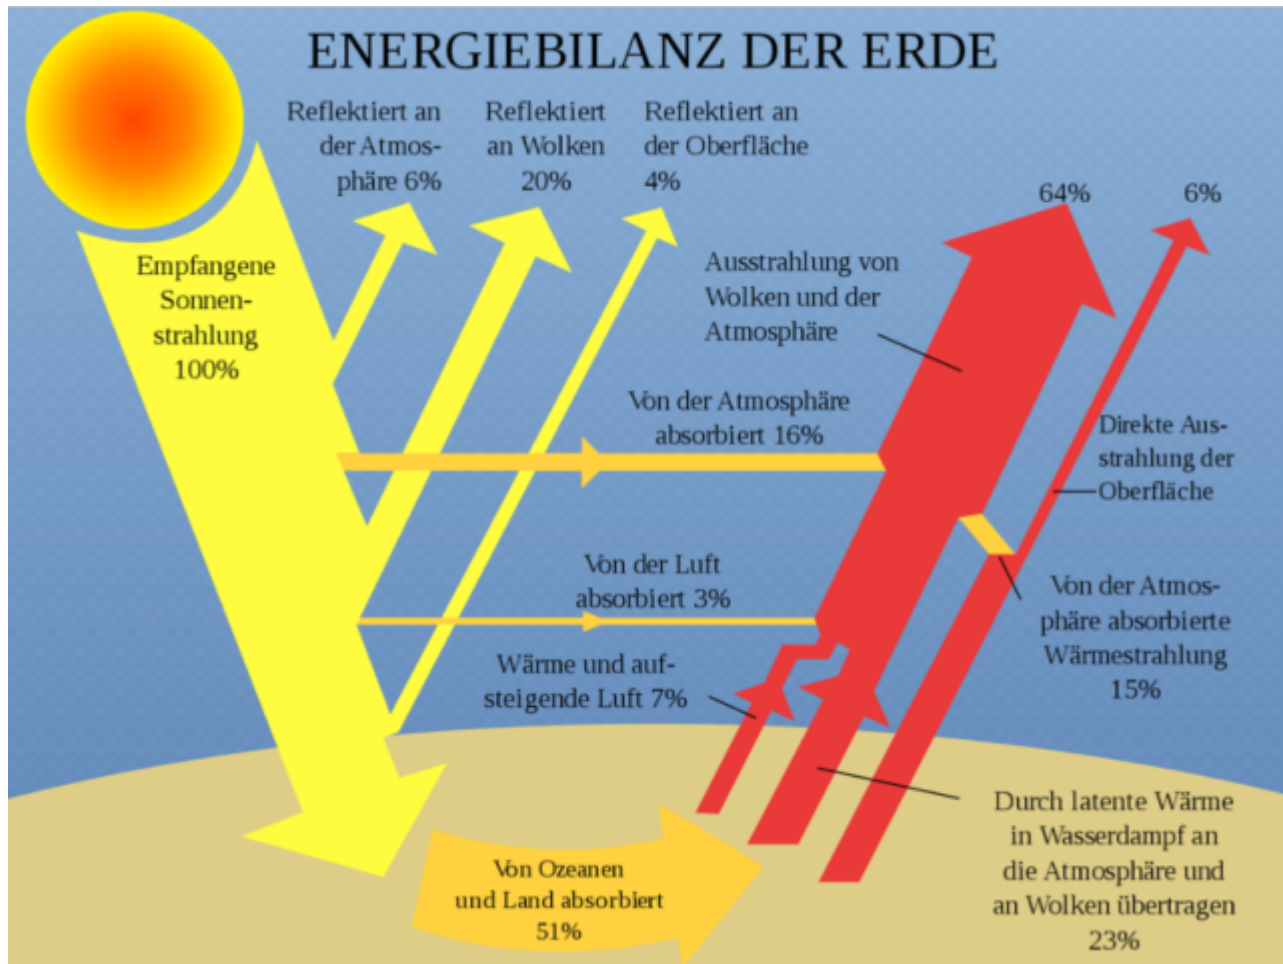 ENERGIEBILANZ DER ERDE
Reflektiert an
der Atmos-
phäre 6%
Reflektiert
an Wolken
20%
Reflektiert an
der Oberfläche
4%
64%
6%
Empfangene
Sonnen-
strahlung
100%
Ausstrahlung von
Wolken und der
Atmosphäre
Von der Atmosphäre
absorbiert 16%
Direkte Aus-
strahlung der
Oberfläche
Von der Luft
absorbiert 3%
Von der Atmos-
phäre absorbierte
Wärmestrahlung
15%
Wärme und auf-
steigende Luft 7%
Durch latente Wärme
in Wasserdampf an
die Atmosphäre und
an Wolken übertragen
23%
Von Ozeanen
und Land absorbiert
51%